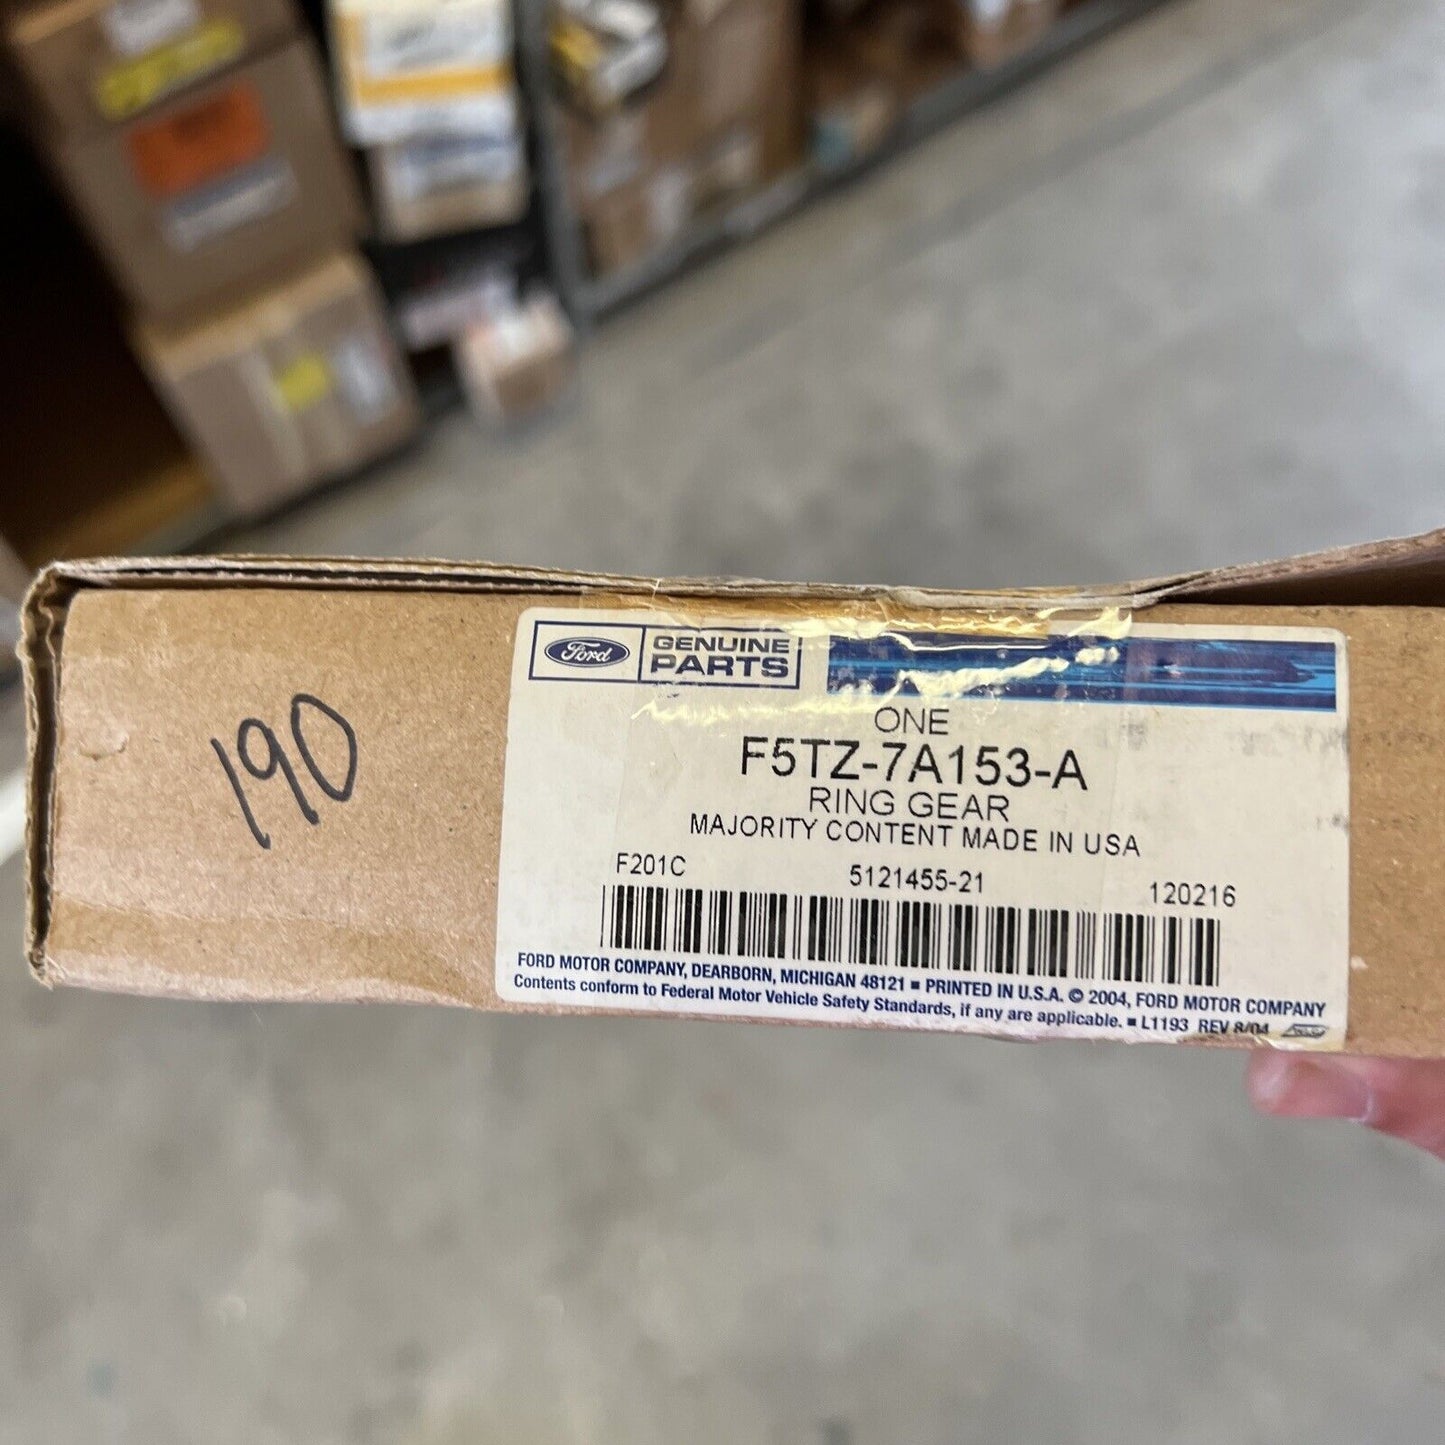 190
Ford
GENUINE
PARTS
ONE
F5TZ-7A153-A
RING GEAR
MAJORITY CONTENT MADE IN USA
F201C 5121455-21 120216
FORD MOTOR COMPANY, DEARBORN, MICHIGAN 48121 ■ PRINTED IN U.S.A. © 2004, FORD MOTOR COMPANY
Contents conform to Federal Motor Vehicle Safety Standards, if any are applicable. ■ L1193 REV 8/04